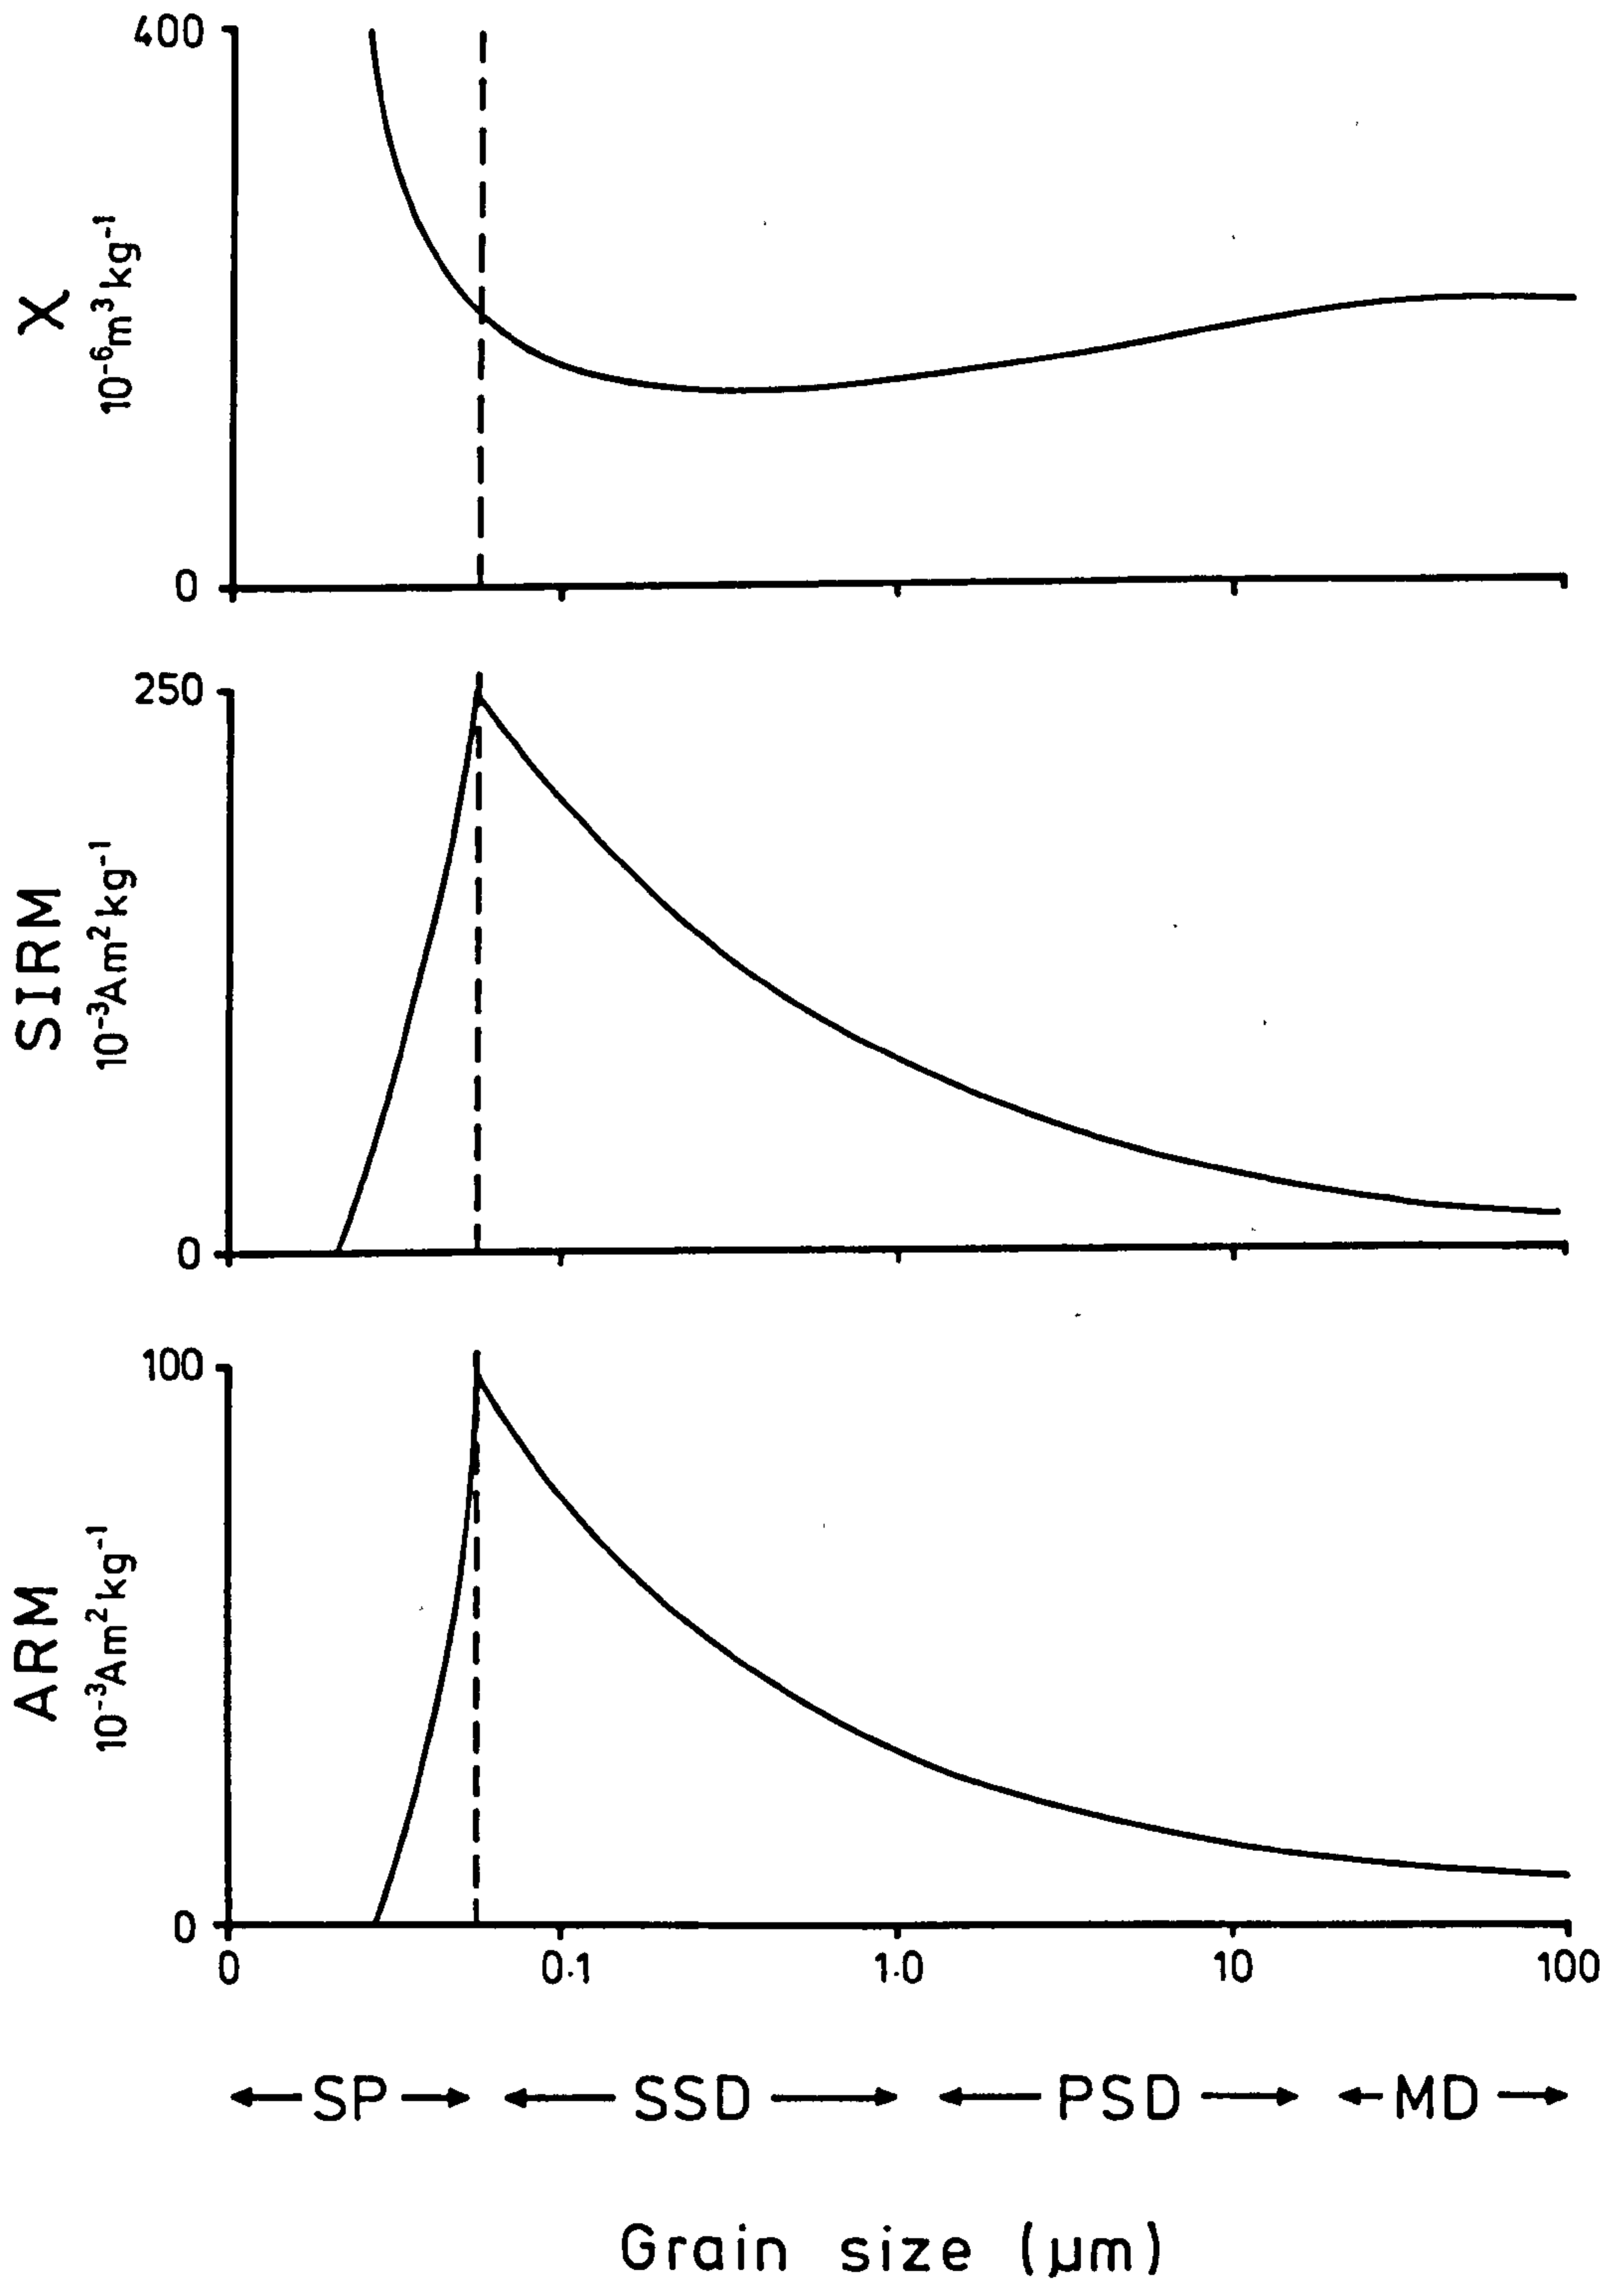 400
X
10⁻⁶m³kg⁻¹
0
250
SIRM
10⁻³Am²kg⁻¹
0
100
ARM
10⁻³Am²kg⁻¹
0
0 0.1 1.0 10 100
SP SSD PSD MD
Grain size (µm)